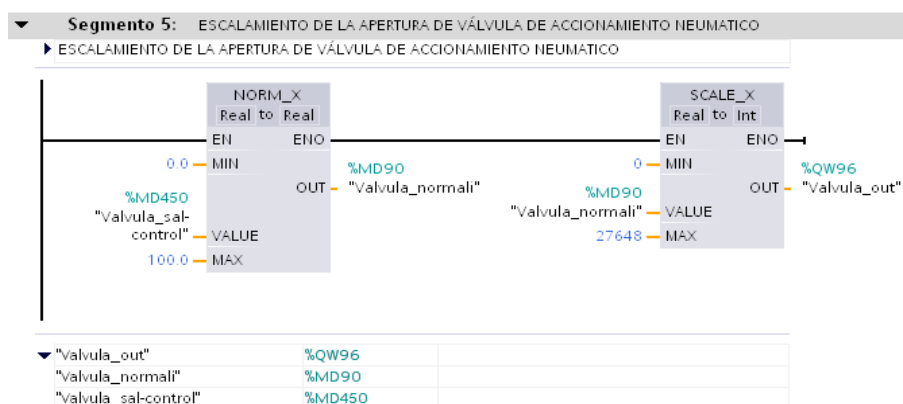 Segmento 5: ESCALAMIENTO DE LA APERTURA DE VÁLVULA DE ACCIONAMIENTO NEUMATICO
ESCALAMIENTO DE LA APERTURA DE VÁLVULA DE ACCIONAMIENTO NEUMATICO
NORM_X
Real to Real
EN ENO
0.0 MIN
%MD450
"Valvula_sal-
control" VALUE
100.0 MAX
OUT
%MD90
"Valvula_normali"
SCALE_X
Real to Int
EN ENO
0 MIN
%MD90
"Valvula_normali" VALUE
27648 MAX
OUT
%QW96
"Valvula_out"
"Valvula_out" %QW96
"Valvula_normali" %MD90
"Valvula_sal-control" %MD450